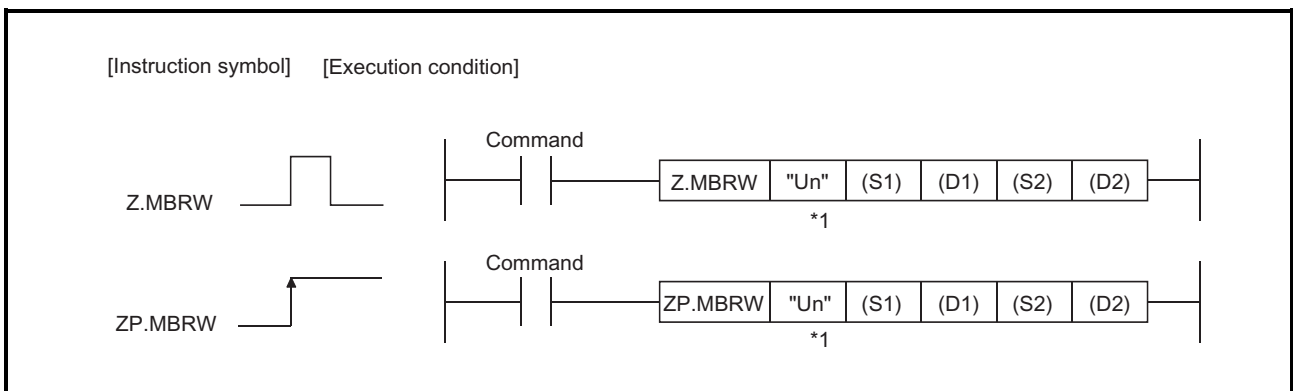 [Instruction symbol] [Execution condition]
Command
Z.MBRW Z.MBRW "Un" (S1) (D1) (S2) (D2)
*1
Command
ZP.MBRW ZP.MBRW "Un" (S1) (D1) (S2) (D2)
*1